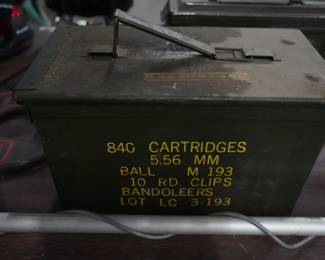 840 CARTRIDGES
5.56 MM
BALL M 193
10 RD. CLIPS
BANDOLEERS
LOT LC 3-193